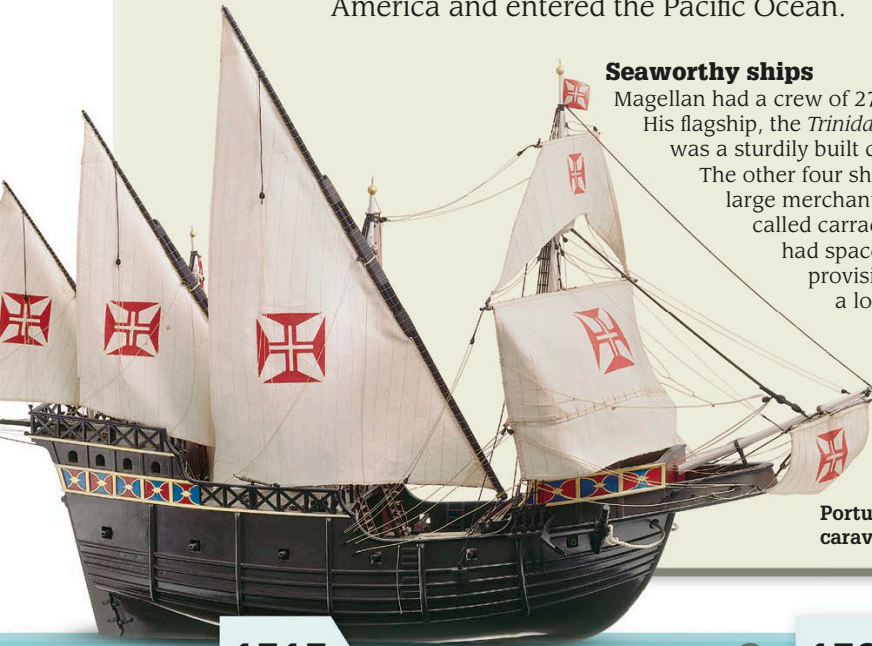 America and entered the Pacific Ocean.
Seaworthy ships
Magellan had a crew of 27
His flagship, the Trinida
was a sturdily built c
The other four sh
large merchan
called carrac
had space
provisi
a lo
Portu
carav